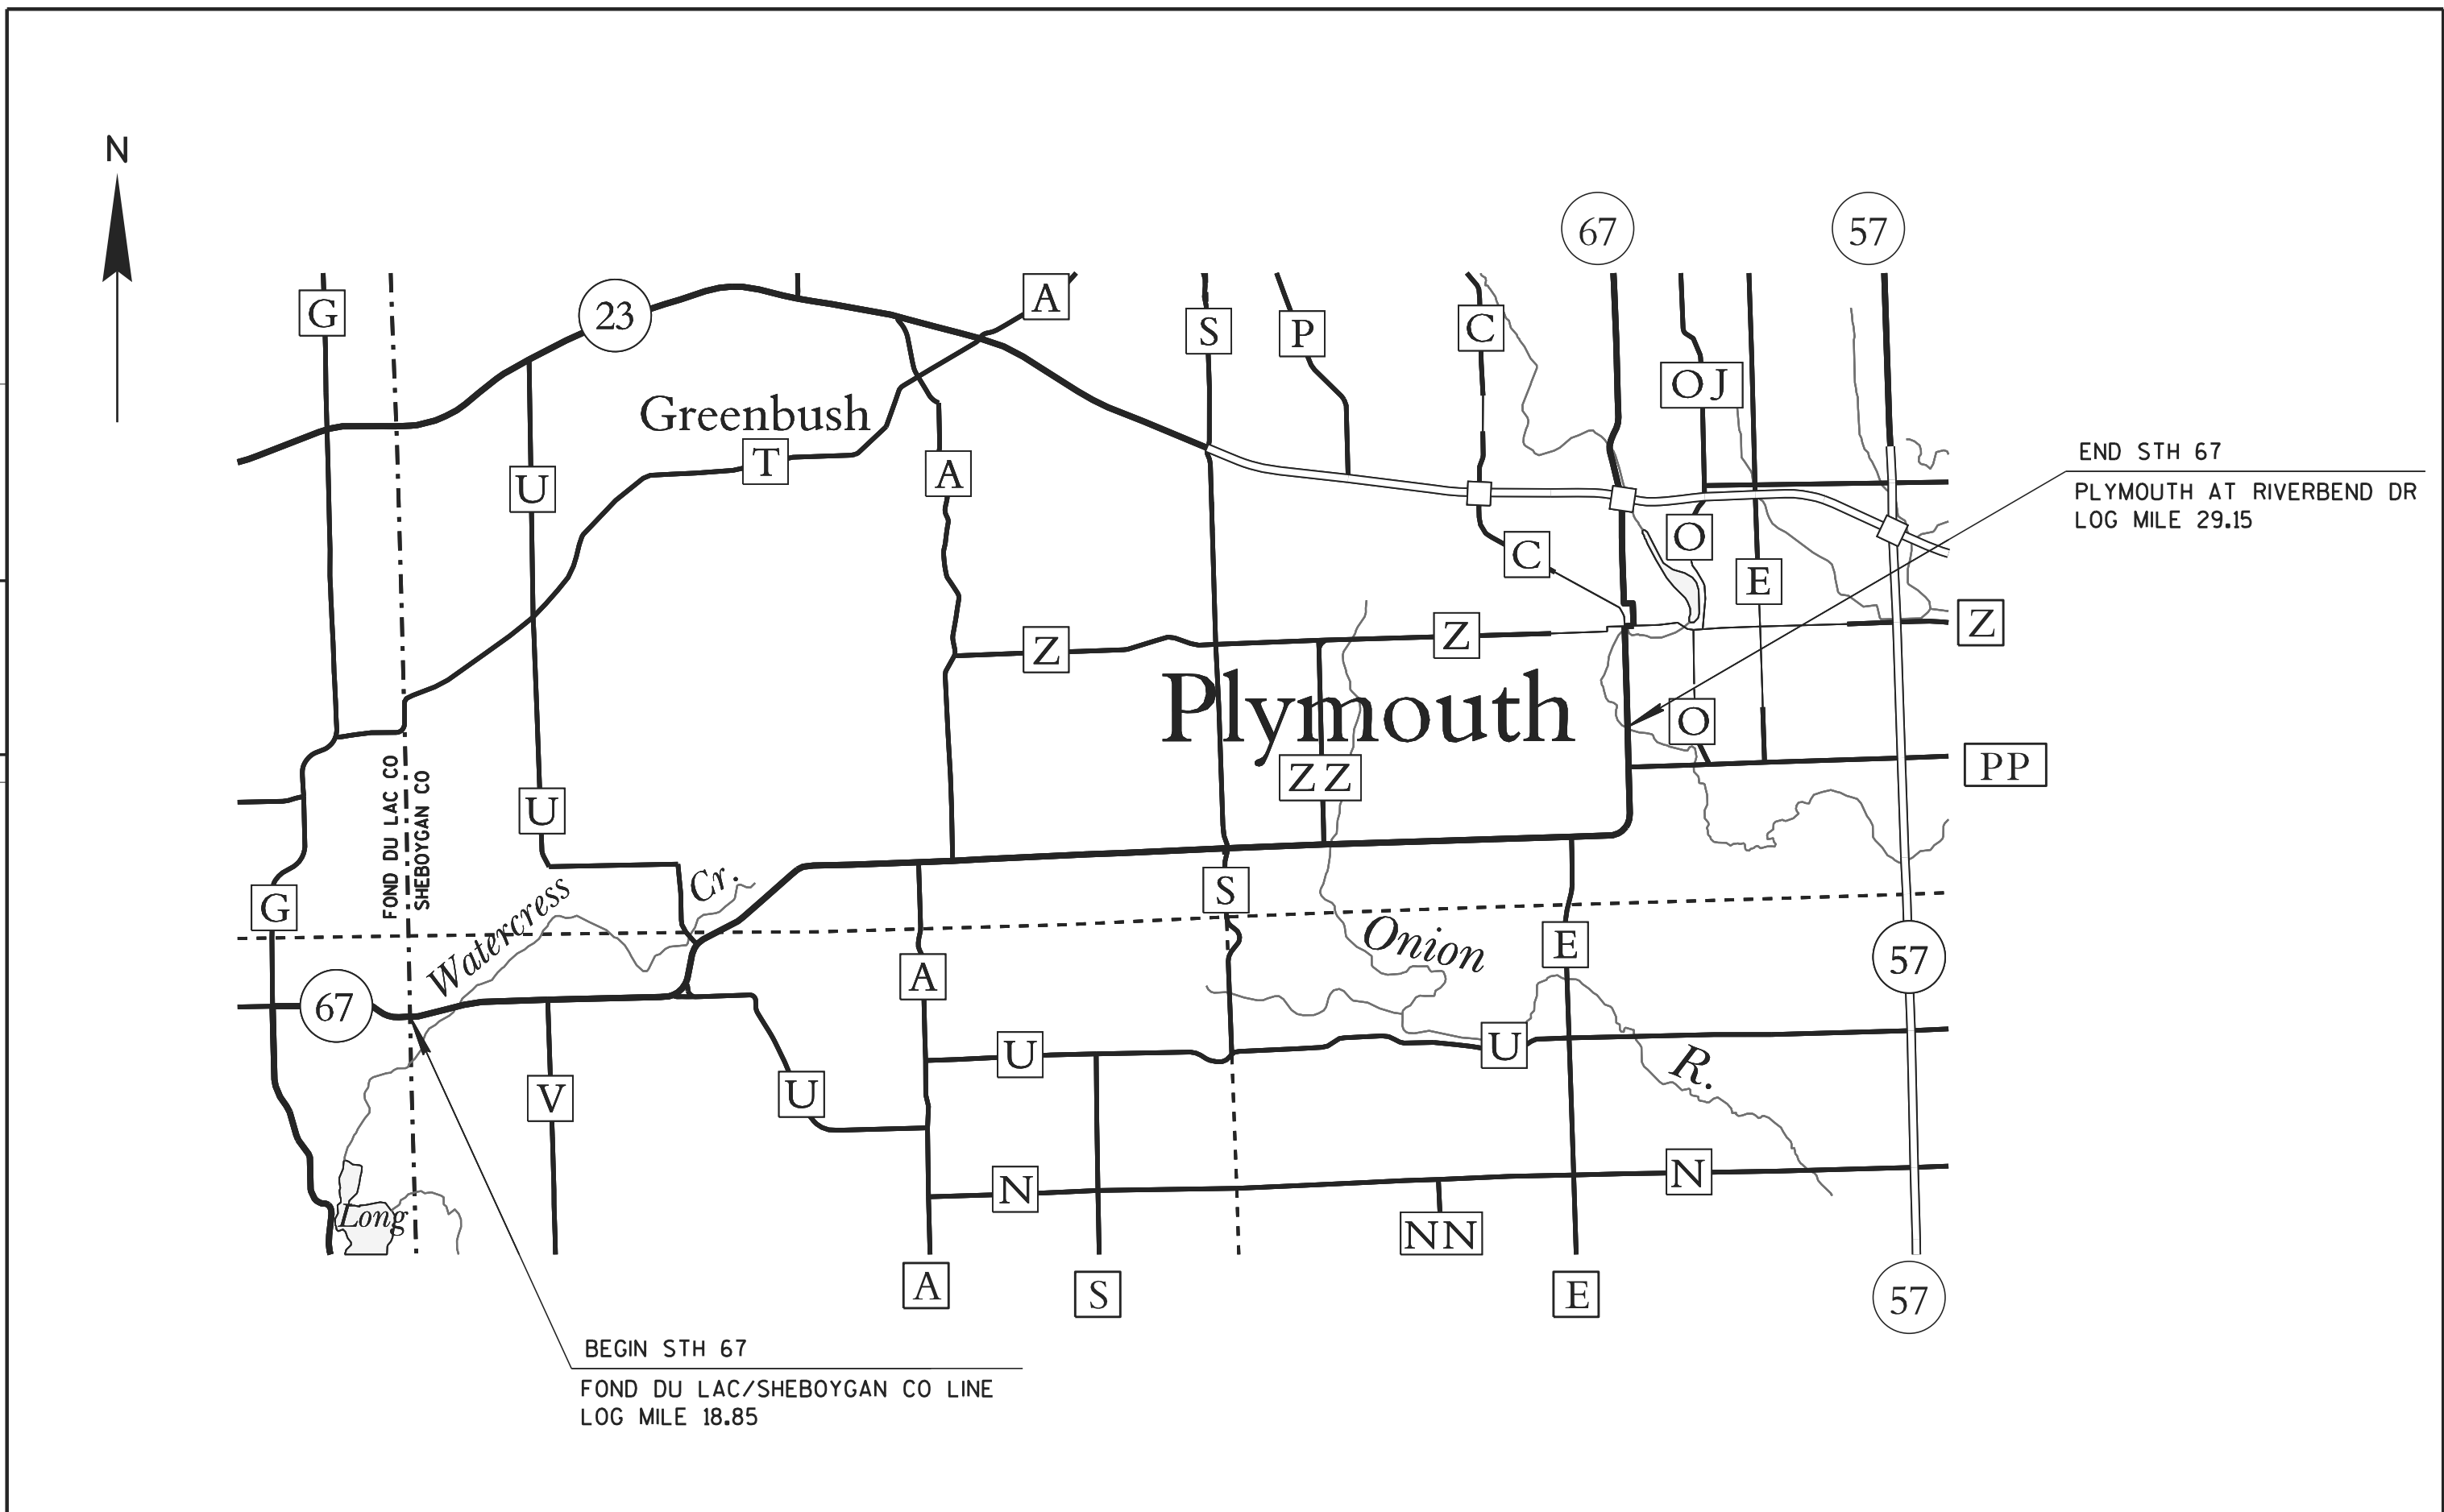 N
67
57
G
23
A
S
P
C
OJ
Greenbush
T
A
U
END STH 67
PLYMOUTH AT RIVERBEND DR
LOG MILE 29.15
O
C
E
Z
Z
Z
Plymouth
O
ZZ
PP
FOND DU LAC CO
SHEBOYGAN CO
U
G
Watercress
Cr.
S
Onion
E
57
A
67
U
U
R.
V
U
N
N
Long
NN
A
S
E
57
BEGIN STH 67
FOND DU LAC/SHEBOYGAN CO LINE
LOG MILE 18.85